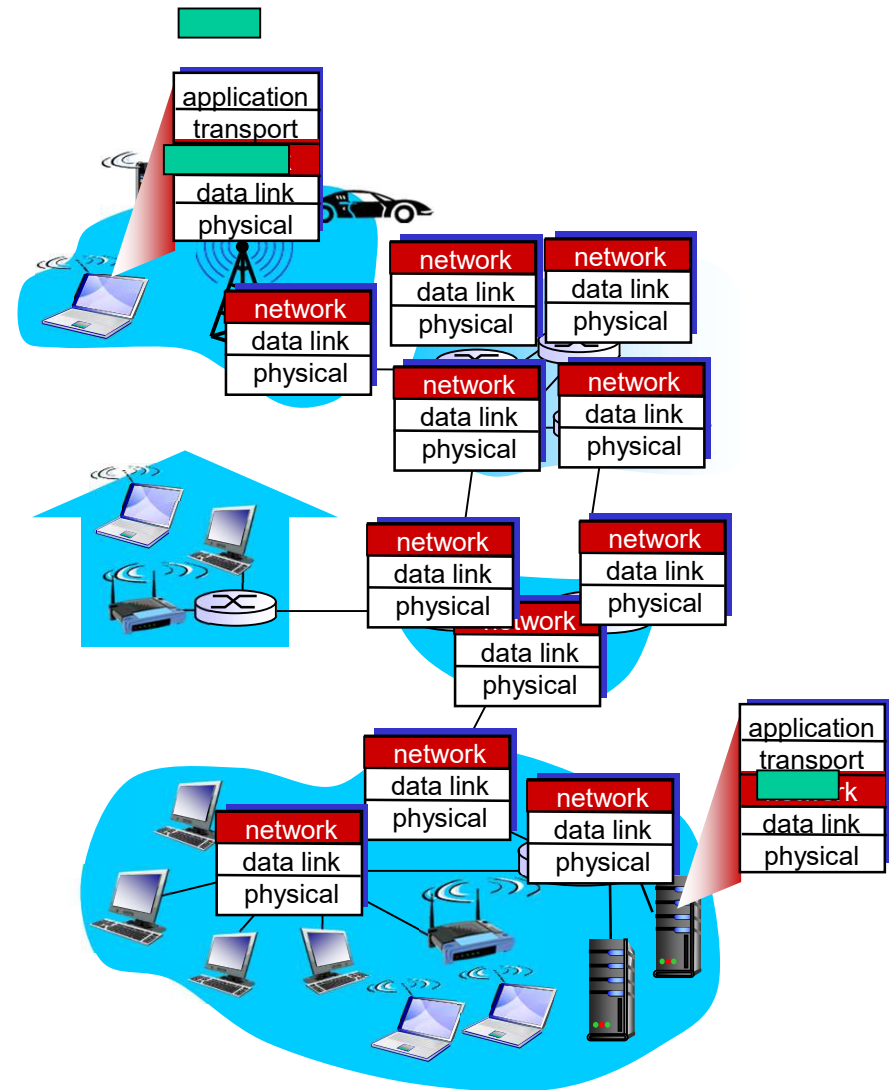 application
transport
data link
physical
network
data link
physical
network
data link
physical
network
data link
physical
network
data link
physical
network
data link
physical
network
data link
physical
network
data link
physical
network
data link
physical
network
data link
physical
application
transport
network
data link
physical
network
data link
physical
network
data link
physical